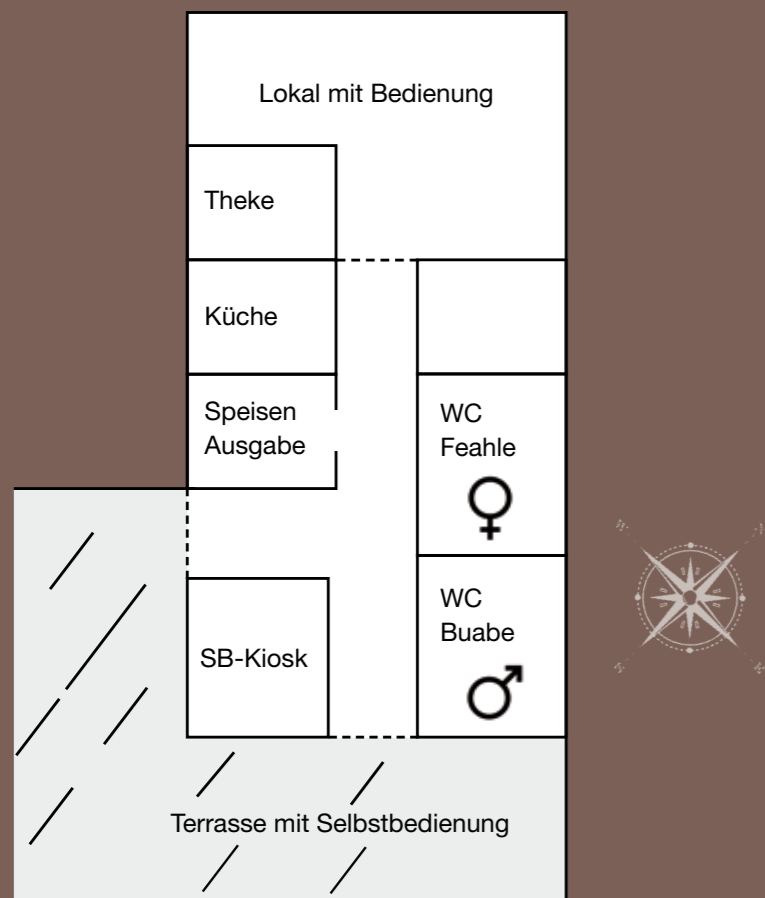 Lokal mit Bedienung
Theke
Küche
Speisen
Ausgabe
WC
Feahle
WC
Buabe
SB-Kiosk
Terrasse mit Selbstbedienung